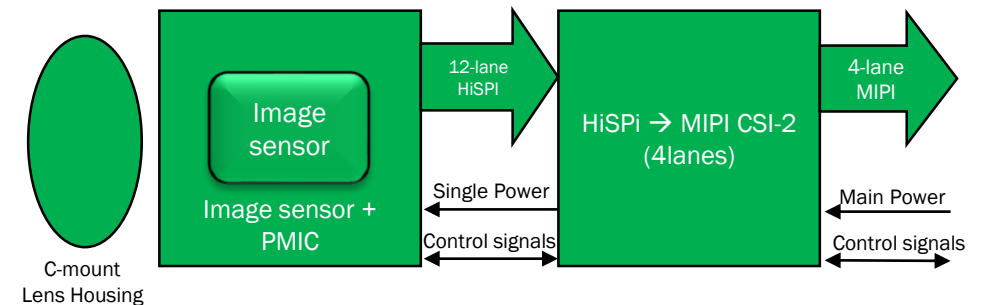 C-mount
Lens Housing
Image
sensor
Image sensor +
PMIC
12-lane
HiSPI
Single Power
Control signals
HiSPi → MIPI CSI-2
(4lanes)
4-lane
MIPI
Main Power
Control signals